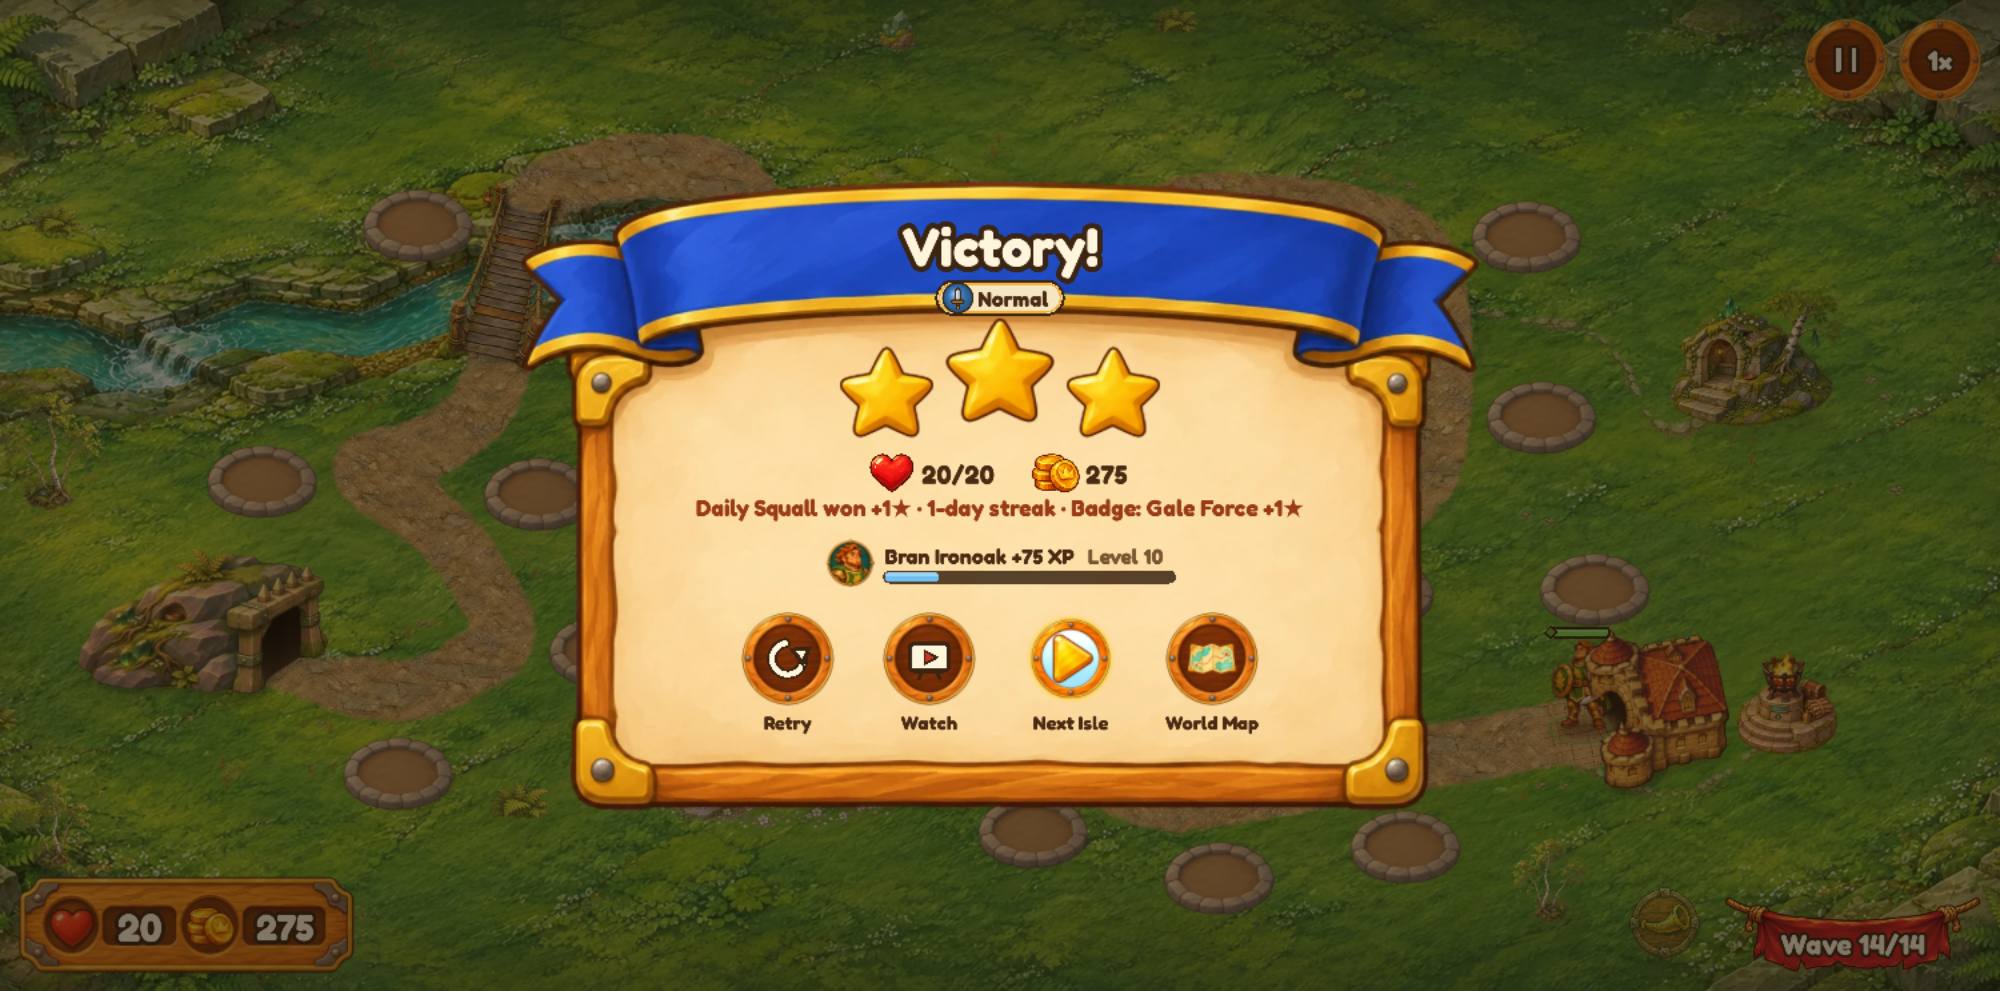 1x
Victory!
Normal
20/20 275
Daily Squall won +1★ · 1-day streak · Badge: Gale Force +1★
Bran Ironoak +75 XP Level 10
Retry Watch Next Isle World Map
20 275
Wave 14/14